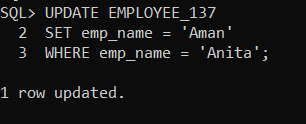 SQL> UPDATE EMPLOYEE_137
  2  SET emp_name = 'Aman'
  3  WHERE emp_name = 'Anita';
1 row updated.